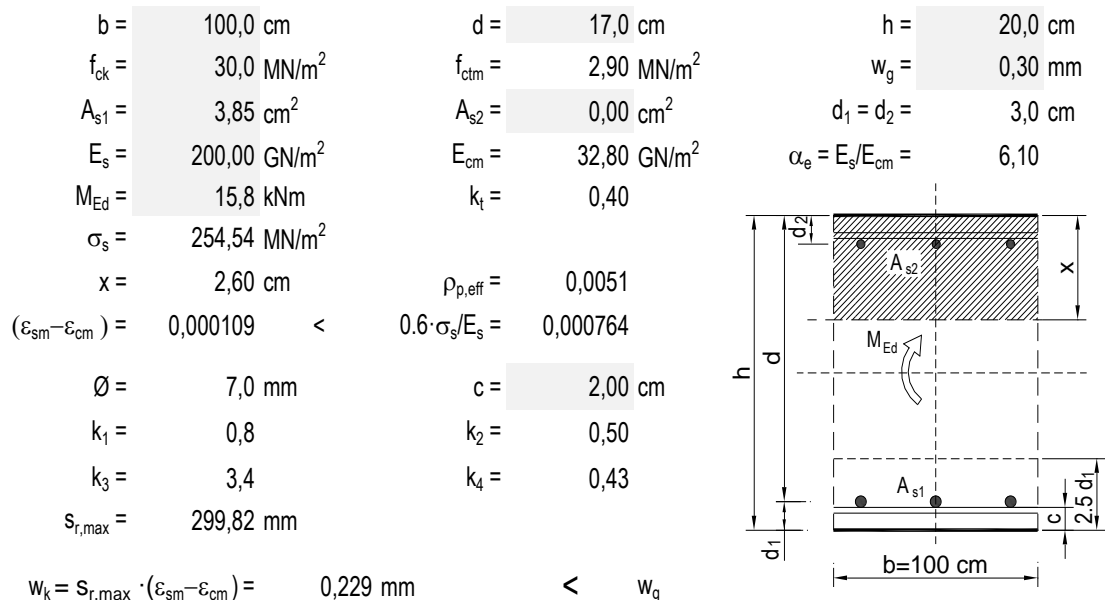 b = 100,0 cm d = 17,0 cm h = 20,0 cm
f_ck = 30,0 MN/m² f_ctm = 2,90 MN/m² w_g = 0,30 mm
A_s1 = 3,85 cm² A_s2 = 0,00 cm² d_1 = d_2 = 3,0 cm
E_s = 200,00 GN/m² E_cm = 32,80 GN/m² α_e = E_s/E_cm = 6,10
M_Ed = 15,8 kNm k_t = 0,40
σ_s = 254,54 MN/m²
x = 2,60 cm ρ_p,eff = 0,0051
(ε_sm−ε_cm ) = 0,000109 < 0.6·σ_s/E_s = 0,000764
Ø = 7,0 mm c = 2,00 cm
k_1 = 0,8 k_2 = 0,50
k_3 = 3,4 k_4 = 0,43
s_r,max = 299,82 mm
w_k = s_r,max ·(ε_sm−ε_cm) = 0,229 mm < w_g
d_2
A_s2
x
M_Ed
h
d
A_s1
2.5 d_1
c
d_1
b=100 cm